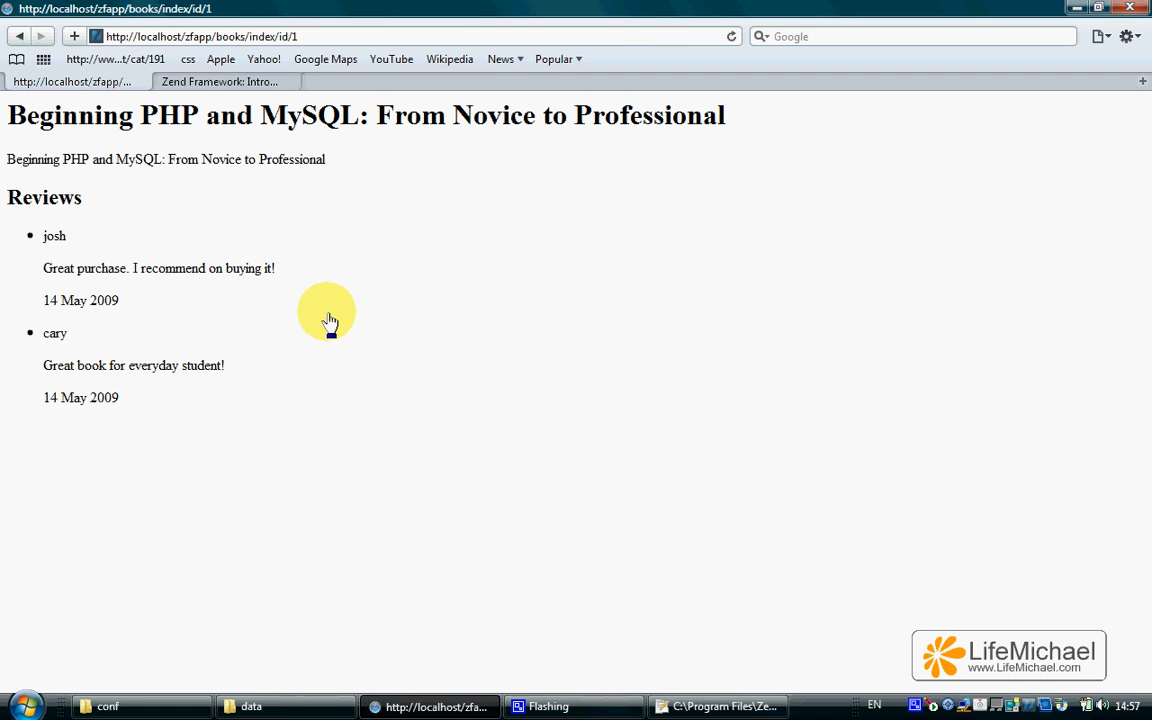 http://localhost/zfapp/books/index/id/1
http://localhost/zfapp/books/index/id/1
Google
http://ww...t/cat/191 css Apple Yahoo! Google Maps YouTube Wikipedia News Popular
http://localhost/zfapp/... Zend Framework: Intro...
Beginning PHP and MySQL: From Novice to Professional
Beginning PHP and MySQL: From Novice to Professional
Reviews
josh
Great purchase. I recommend on buying it!
14 May 2009
cary
Great book for everyday student!
14 May 2009
LifeMichael
www.LifeMichael.com
conf data http://localhost/zfa... Flashing C:\Program Files\Ze... EN 14:57